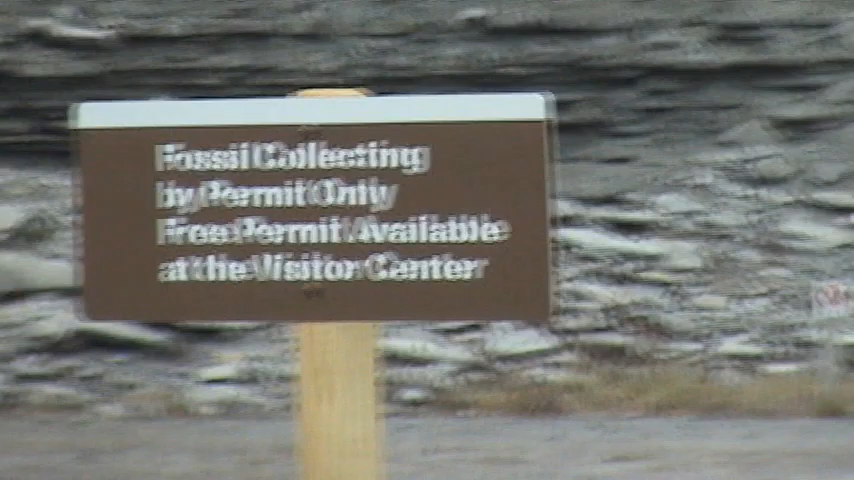 Fossil Collecting
by Permit Only
Free Permit Available
at the Visitor Center